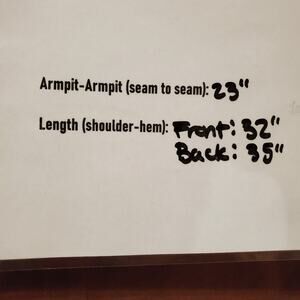 Armpit-Armpit (seam to seam): 23"
Length (shoulder-hem): Front: 32"
Back: 35"